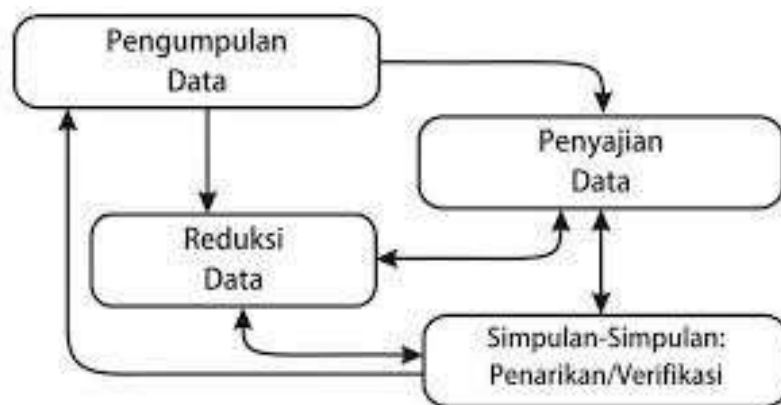 Pengumpulan
Data
Penyajian
Data
Reduksi
Data
Simpulan-Simpulan:
Penarikan/Verifikasi